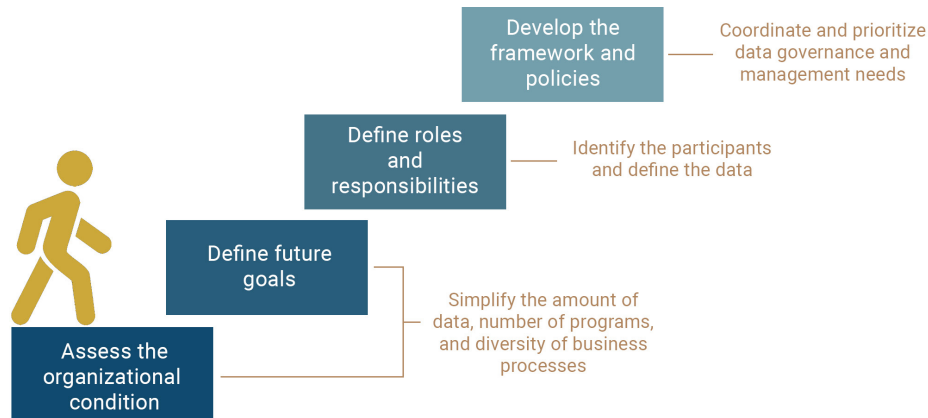 Develop the
framework and
policies
Coordinate and prioritize
data governance and
management needs
Define roles
and
responsibilities
Identify the participants
and define the data
Define future
goals
Simplify the amount of
data, number of programs,
and diversity of business
processes
Assess the
organizational
condition